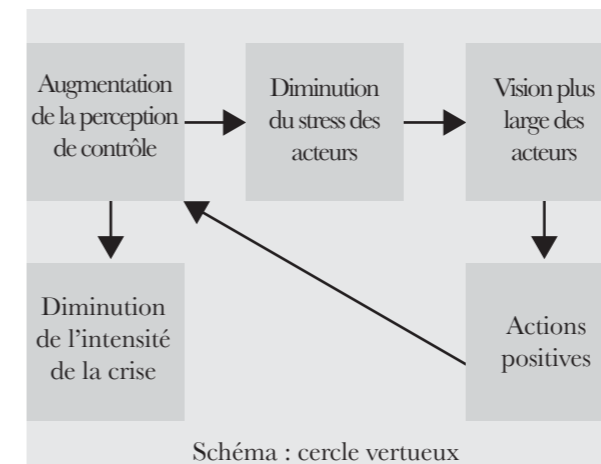 Augmentation
de la perception
de contrôle
Diminution
du stress des
acteurs
Vision plus
large des
acteurs
Diminution
de l’intensité
de la crise
Actions
positives
Schéma : cercle vertueux